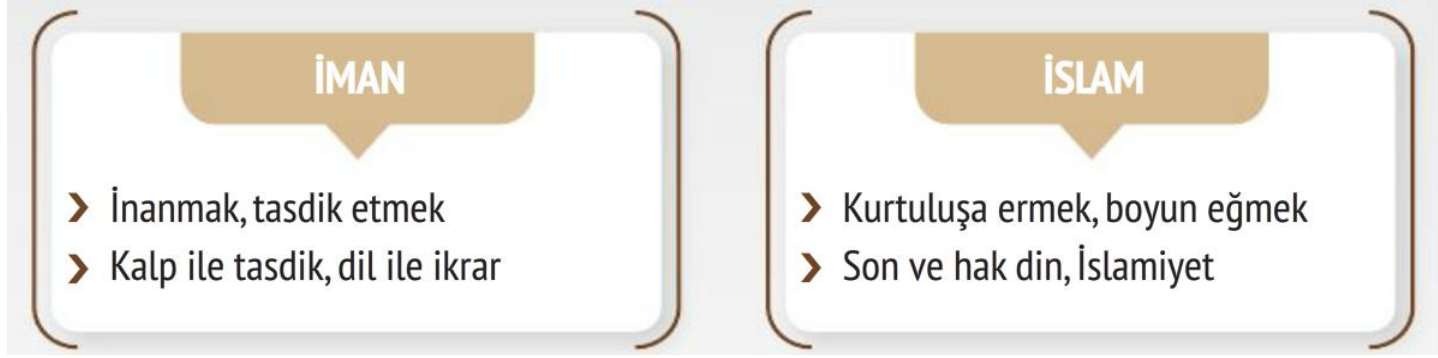 İMAN
İnanmak, tasdik etmek
Kalp ile tasdik, dil ile ikrar
İSLAM
Kurtuluşa ermek, boyun eğmek
Son ve hak din, İslamiyet